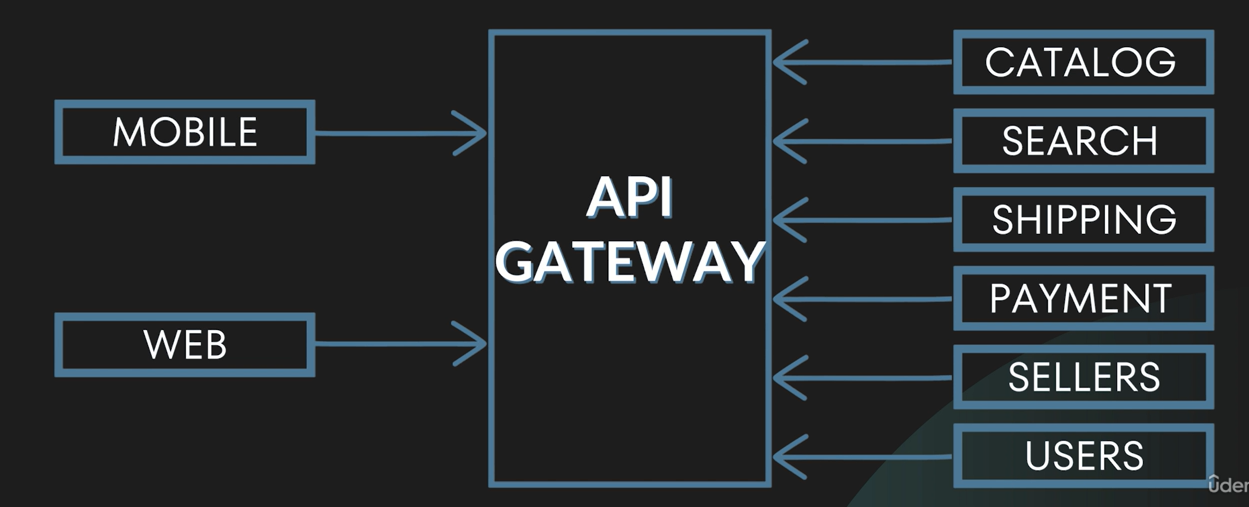 MOBILE
WEB
API
GATEWAY
CATALOG
SEARCH
SHIPPING
PAYMENT
SELLERS
USERS